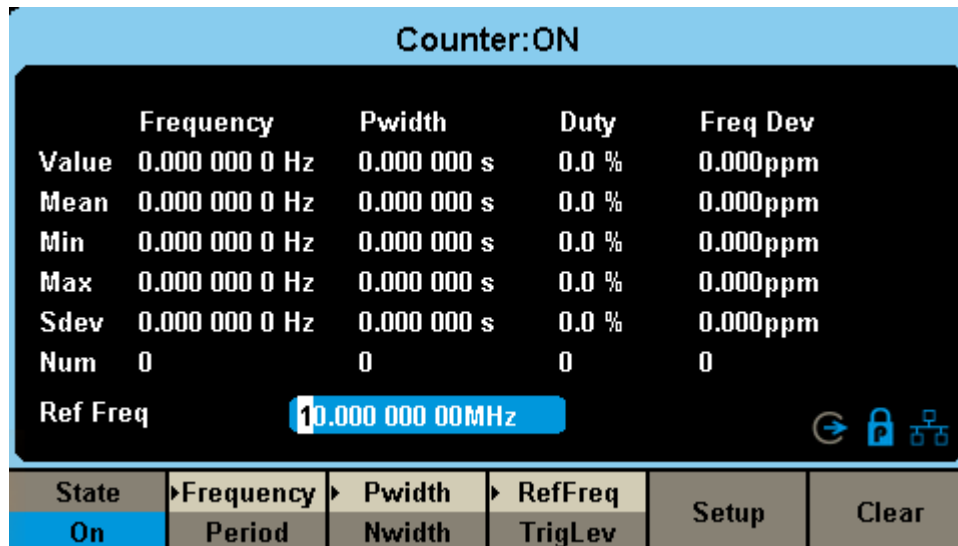 Counter:ON
Frequency Pwidth Duty Freq Dev
Value 0.000 000 0 Hz 0.000 000 s 0.0 % 0.000ppm
Mean 0.000 000 0 Hz 0.000 000 s 0.0 % 0.000ppm
Min 0.000 000 0 Hz 0.000 000 s 0.0 % 0.000ppm
Max 0.000 000 0 Hz 0.000 000 s 0.0 % 0.000ppm
Sdev 0.000 000 0 Hz 0.000 000 s 0.0 % 0.000ppm
Num 0 0 0 0
Ref Freq 10.000 000 00MHz
P
State Frequency Pwidth RefFreq Setup Clear
On Period Nwidth TrigLev